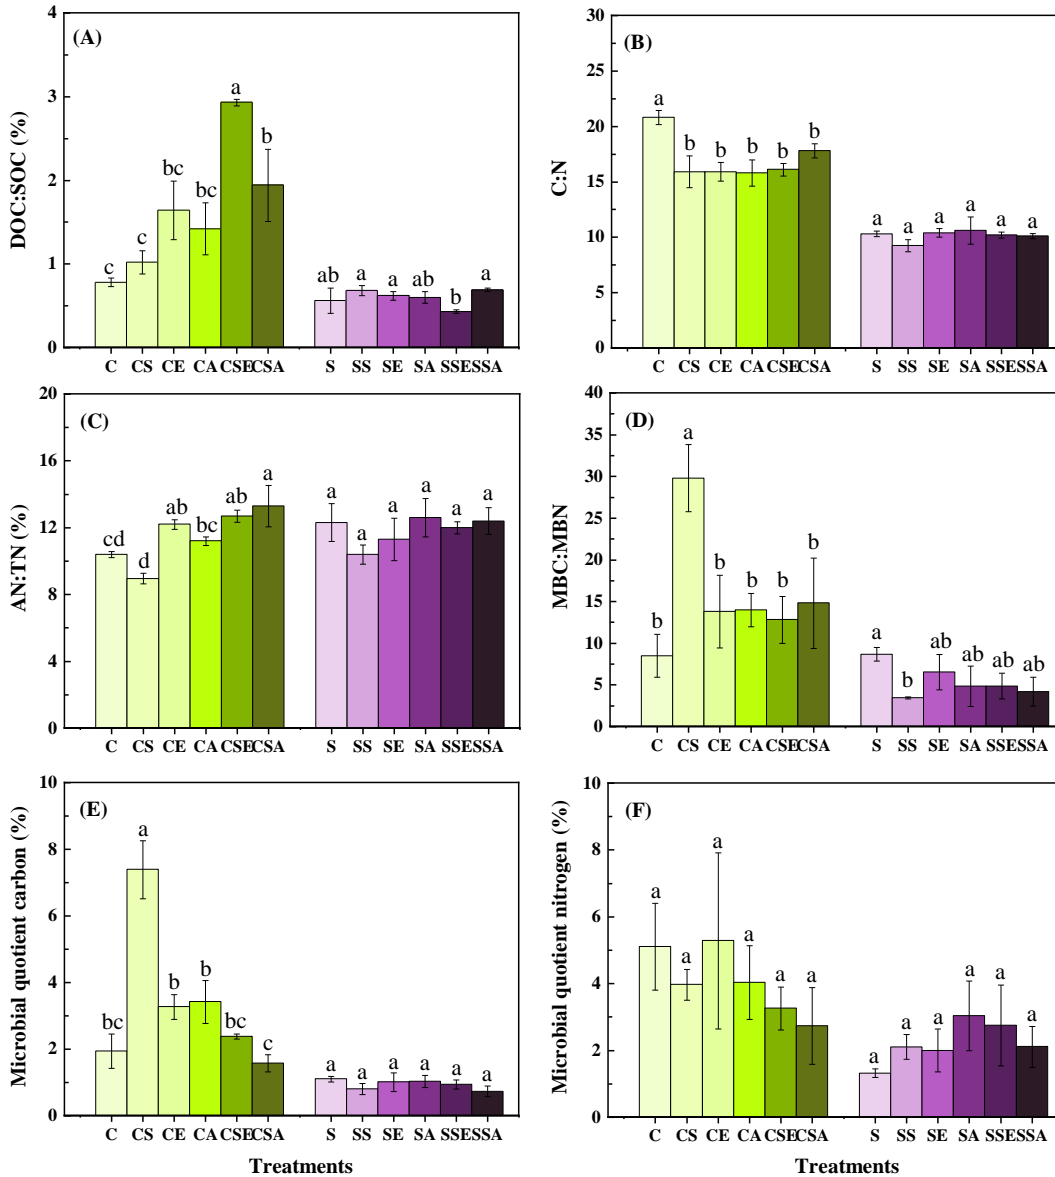 (A)
DOC:SOC (%)
4
3
2
1
0
c
c
bc
bc
a
b
ab
a
a
ab
b
a
C CS CE CA CSE CSA S SS SE SA SSE SSA
(B)
C:N
30
25
20
15
10
5
0
a
b
b
b
b
b
a
a
a
a
a
a
C CS CE CA CSE CSA S SS SE SA SSE SSA
(C)
AN:TN (%)
20
16
12
8
4
0
cd
d
ab
bc
ab
a
a
a
a
a
a
a
C CS CE CA CSE CSA S SS SE SA SSE SSA
(D)
MBC:MBN
40
35
30
25
20
15
10
5
0
b
a
b
b
b
b
a
b
ab
ab
ab
ab
C CS CE CA CSE CSA S SS SE SA SSE SSA
(E)
Microbial quotient carbon (%)
10
8
6
4
2
0
bc
a
b
b
bc
c
a
a
a
a
a
a
C CS CE CA CSE CSA S SS SE SA SSE SSA
Treatments
(F)
Microbial quotient nitrogen (%)
10
8
6
4
2
0
a
a
a
a
a
a
a
a
a
a
a
a
C CS CE CA CSE CSA S SS SE SA SSE SSA
Treatments